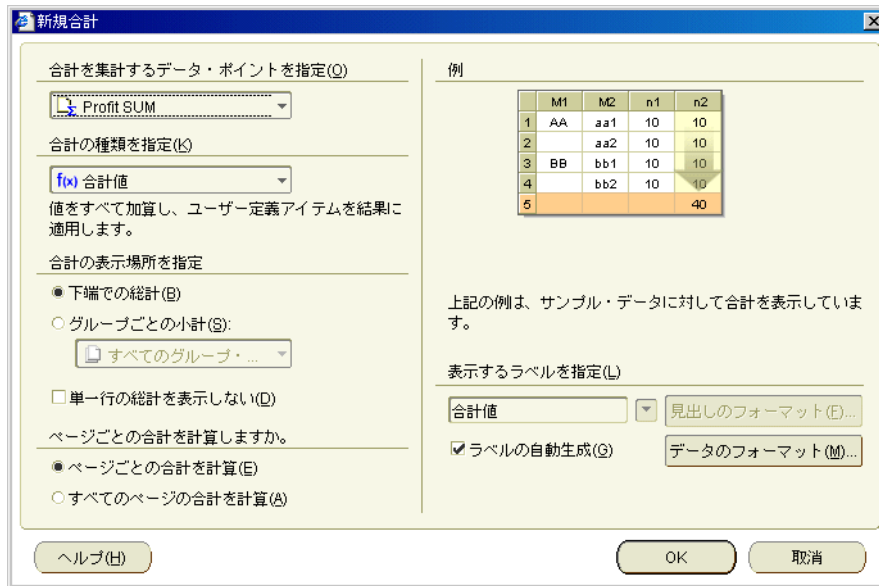 新規合計
合計を集計するデータ・ポイントを指定(O)
Profit SUM
合計の種類を指定(K)
f(x) 合計値
値をすべて加算し、ユーザー定義アイテムを結果に
適用します。
合計の表示場所を指定
下端での総計(B)
グループごとの小計(S):
すべてのグループ・...
単一行の総計を表示しない(D)
ページごとの合計を計算しますか。
ページごとの合計を計算(E)
すべてのページの合計を計算(A)
例
M1 M2 n1 n2
1 AA aa1 10 10
2 aa2 10 10
3 BB bb1 10 10
4 bb2 10 10
5 40
上記の例は、サンプル・データに対して合計を表示していま
す。
表示するラベルを指定(L)
合計値
見出しのフォーマット(F)...
ラベルの自動生成(G)
データのフォーマット(M)...
ヘルプ(H)
OK
取消